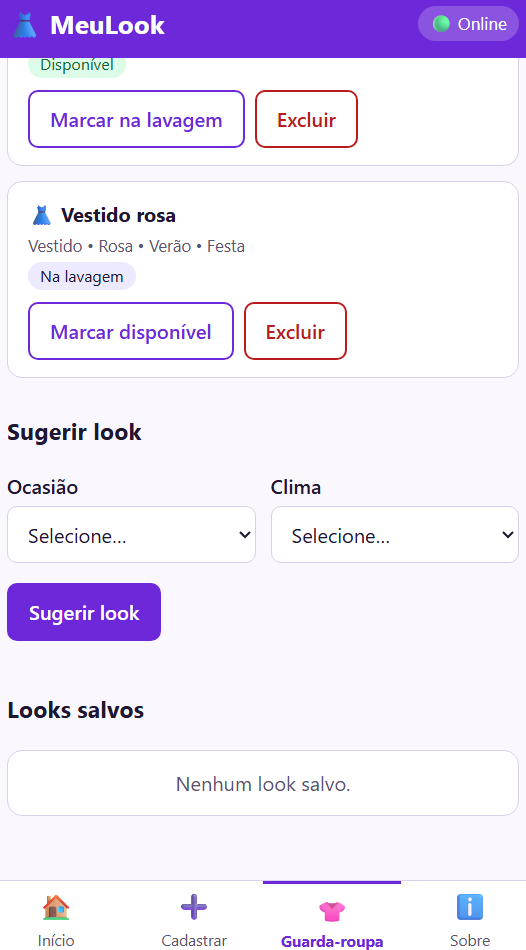 MeuLook
Online
Disponível
Marcar na lavagem
Excluir
Vestido rosa
Vestido • Rosa • Verão • Festa
Na lavagem
Marcar disponível
Excluir
Sugerir look
Ocasião
Clima
Selecione...
Selecione...
Sugerir look
Looks salvos
Nenhum look salvo.
Início
Cadastrar
Guarda-roupa
Sobre